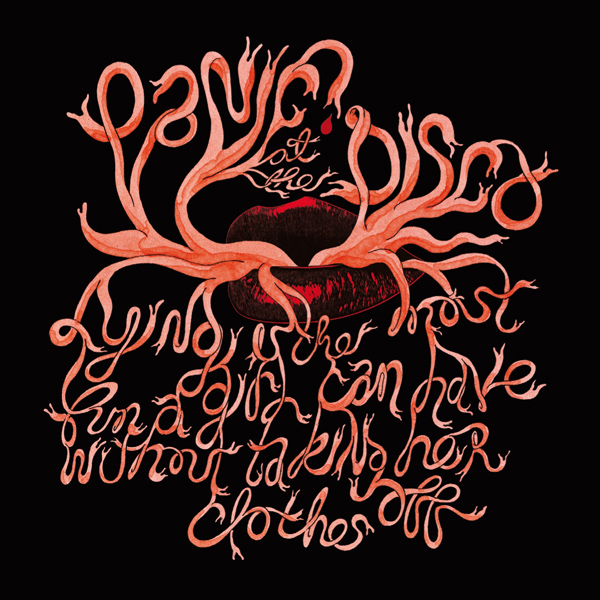 PANIC!
at
the
DISCO
Lying is the most
fun a girl can have
without taking her
clothes off